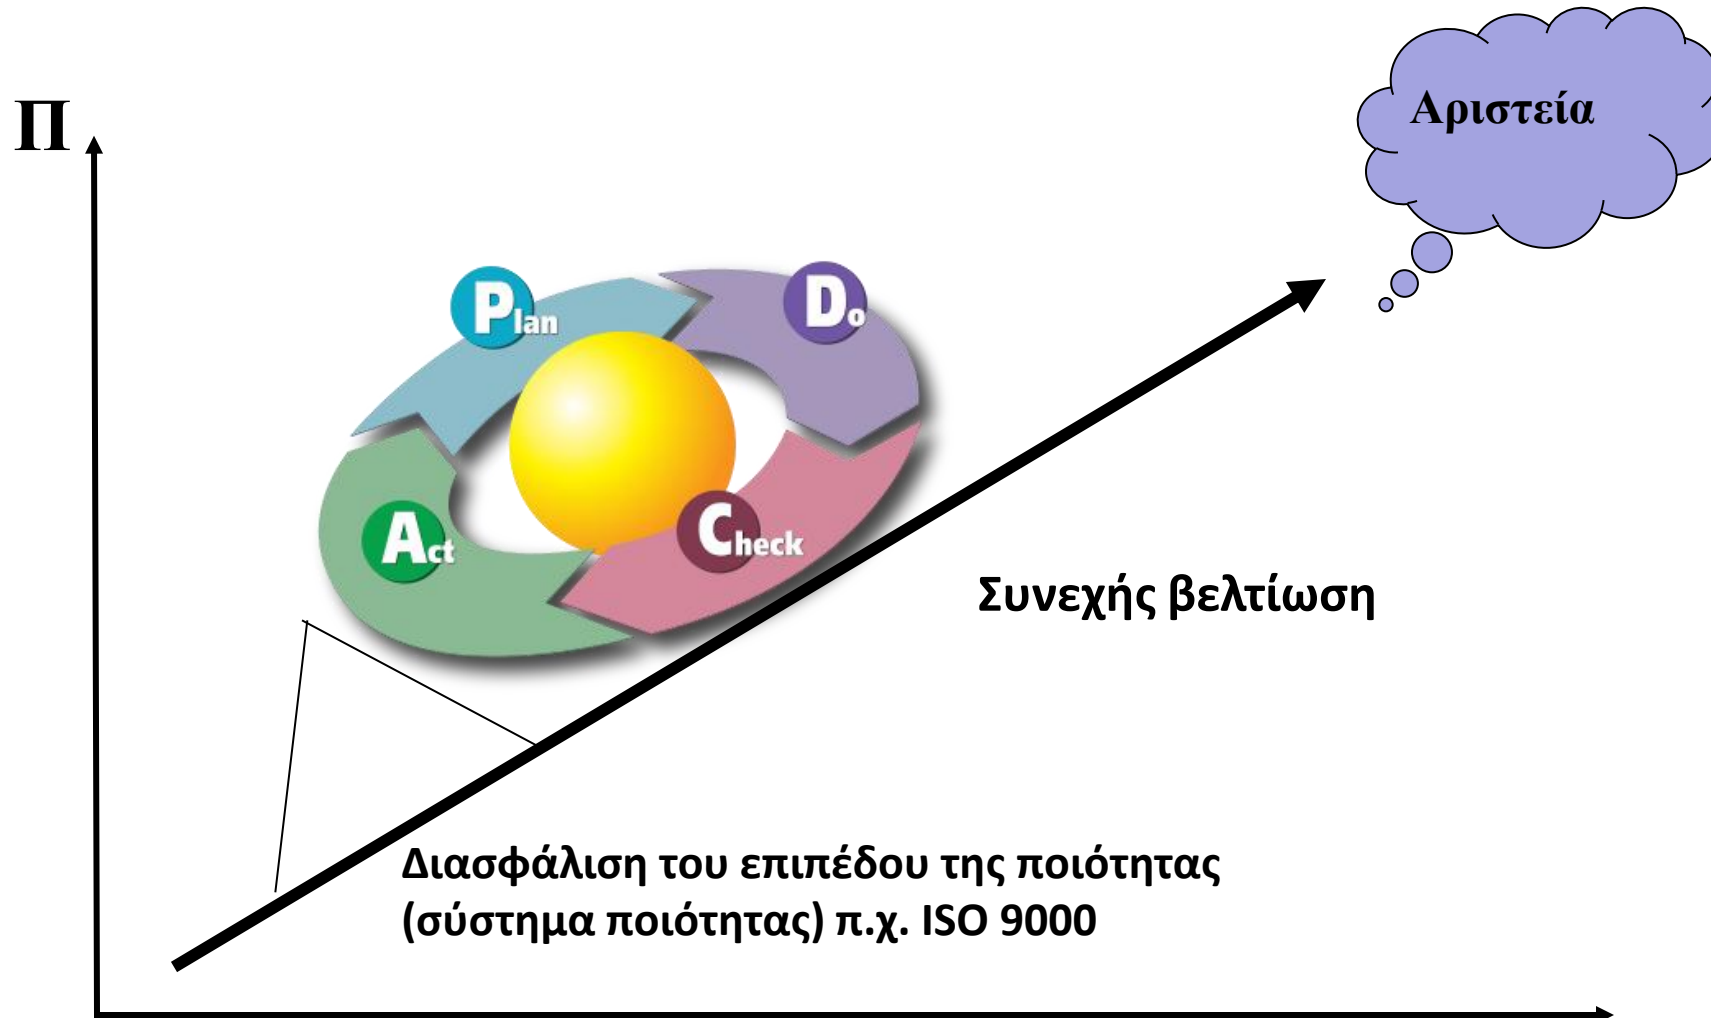 Π
Αριστεία
Plan
Do
Check
Act
Συνεχής βελτίωση
Διασφάλιση του επιπέδου της ποιότητας
(σύστημα ποιότητας) π.χ. ISO 9000